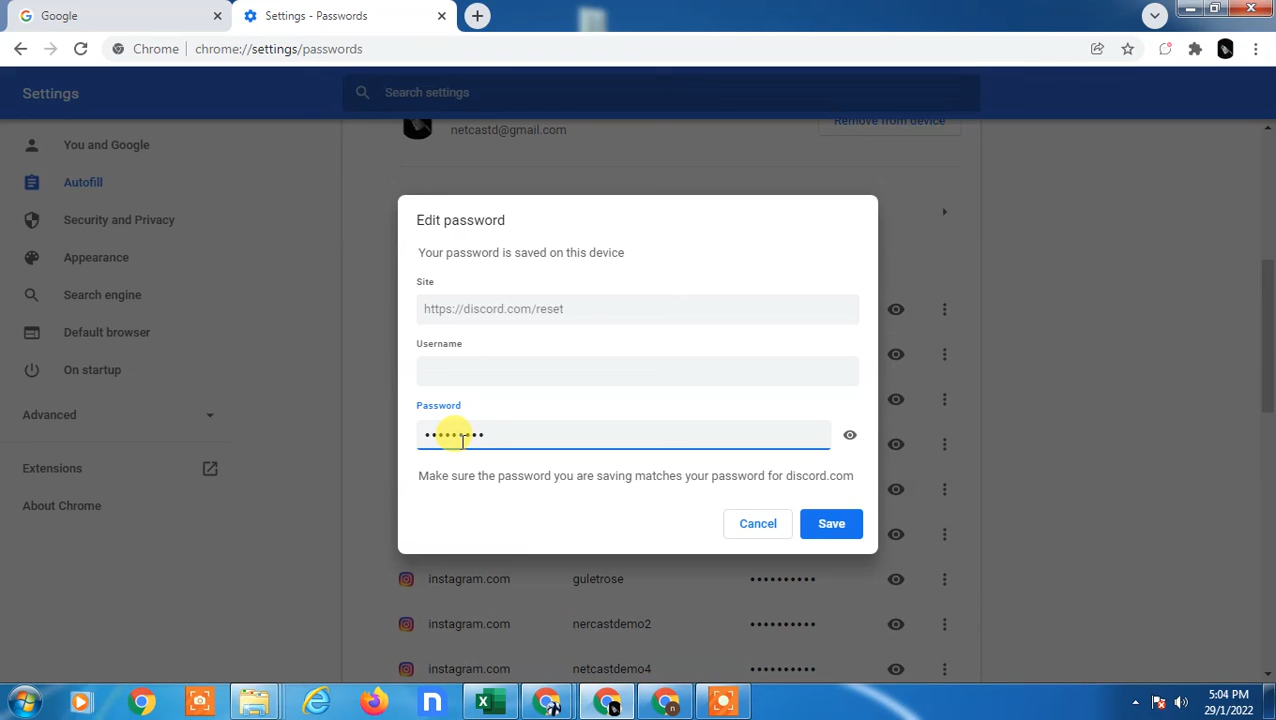 Google
Settings - Passwords
Chrome
chrome://settings/passwords
Settings
Search settings
netcastd@gmail.com
Remove from device
You and Google
Autofill
Security and Privacy
Appearance
Search engine
Default browser
On startup
Advanced
Extensions
About Chrome
Edit password
Your password is saved on this device
Site
https://discord.com/reset
Username
Password
•••••••••
Make sure the password you are saving matches your password for discord.com
Cancel
Save
instagram.com guletrose ••••••••••
instagram.com nercastdemo2 ••••••••••
instagram.com netcastdemo4 ••••••••••
5:04 PM
29/1/2022